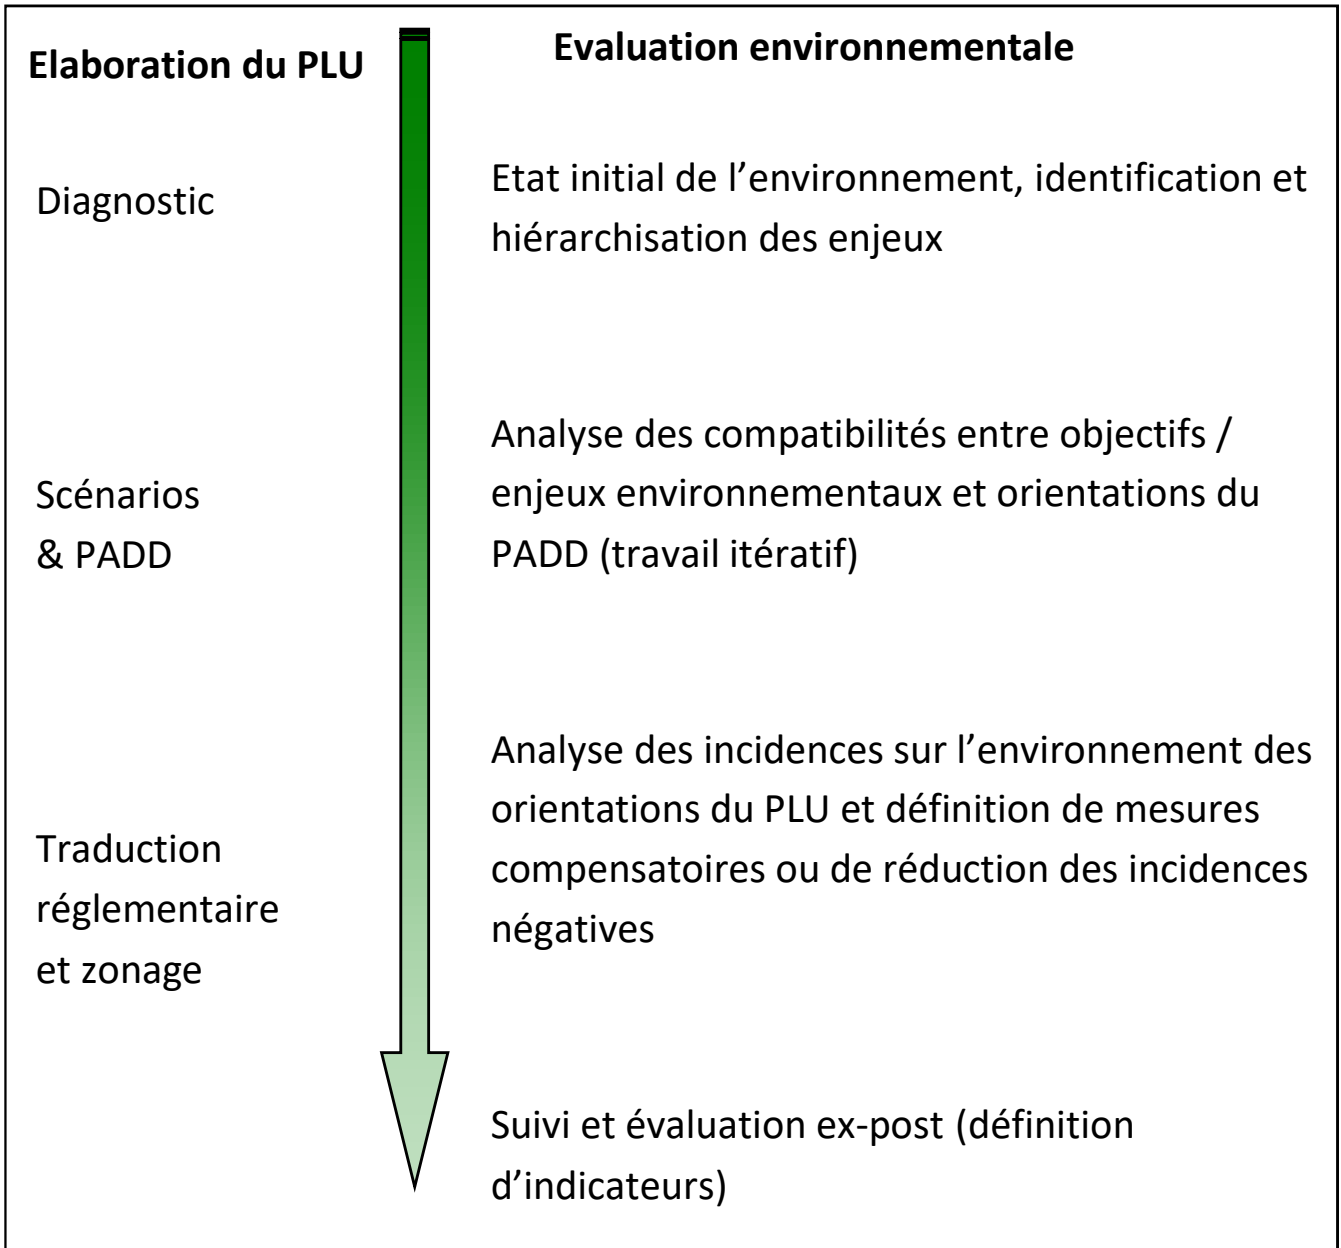 Elaboration du PLU
Evaluation environnementale
Diagnostic
Etat initial de l’environnement, identification et
hiérarchisation des enjeux
Scénarios
& PADD
Analyse des compatibilités entre objectifs /
enjeux environnementaux et orientations du
PADD (travail itératif)
Traduction
réglementaire
et zonage
Analyse des incidences sur l’environnement des
orientations du PLU et définition de mesures
compensatoires ou de réduction des incidences
négatives
Suivi et évaluation ex-post (définition
d’indicateurs)